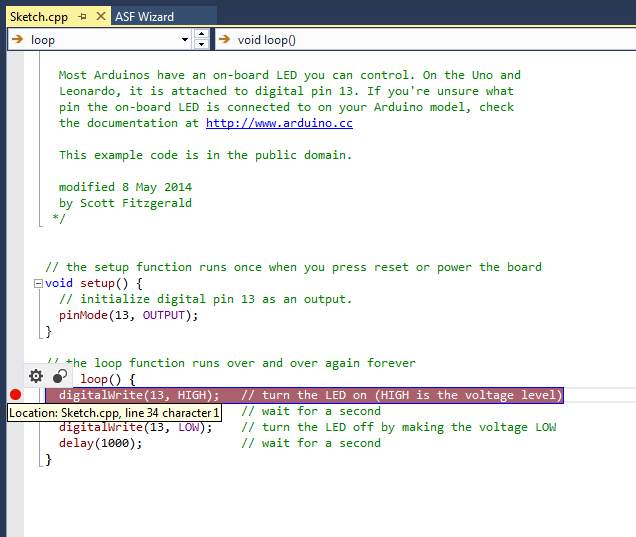 Sketch.cpp ASF Wizard
loop void loop()
Most Arduinos have an on-board LED you can control. On the Uno and
Leonardo, it is attached to digital pin 13. If you're unsure what
pin the on-board LED is connected to on your Arduino model, check
the documentation at http://www.arduino.cc
This example code is in the public domain.
modified 8 May 2014
by Scott Fitzgerald
*/
// the setup function runs once when you press reset or power the board
void setup() {
// initialize digital pin 13 as an output.
pinMode(13, OUTPUT);
}
// the loop function runs over and over again forever
loop() {
digitalWrite(13, HIGH); // turn the LED on (HIGH is the voltage level)
Location: Sketch.cpp, line 34 character 1 // wait for a second
digitalWrite(13, LOW); // turn the LED off by making the voltage LOW
delay(1000); // wait for a second
}